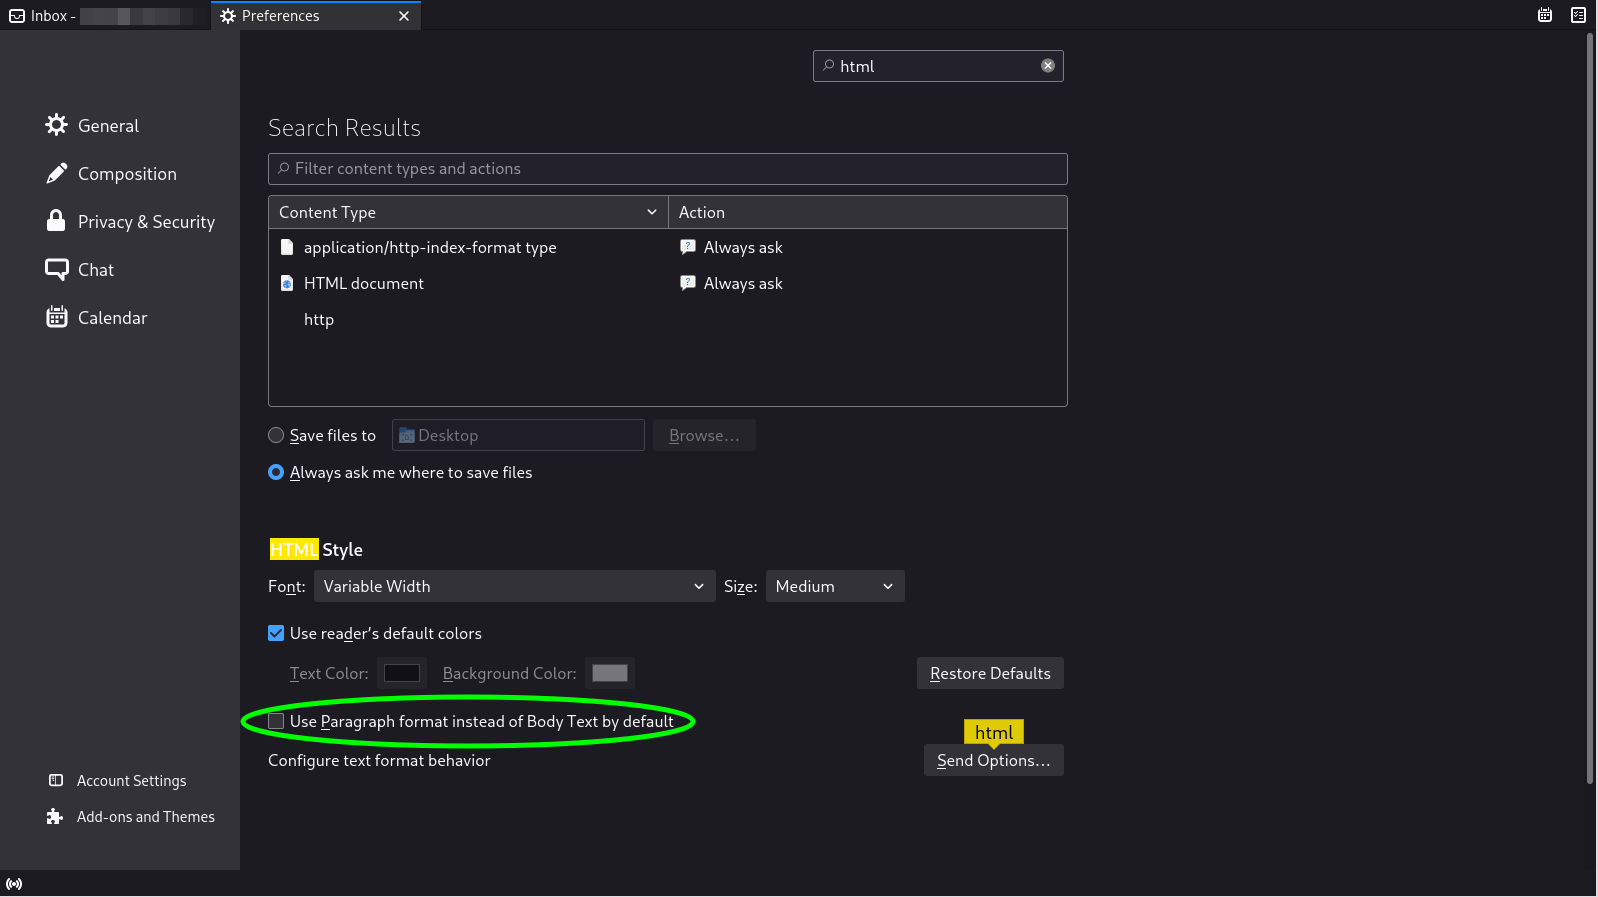 Inbox -
Preferences
html
General
Composition
Privacy & Security
Chat
Calendar
Account Settings
Add-ons and Themes
Search Results
Filter content types and actions
Content Type Action
application/http-index-format type Always ask
HTML document Always ask
http
Save files to Desktop Browse…
Always ask me where to save files
HTML Style
Font: Variable Width Size: Medium
Use reader’s default colors
Text Color: Background Color: Restore Defaults
Use Paragraph format instead of Body Text by default
html
Configure text format behavior Send Options…